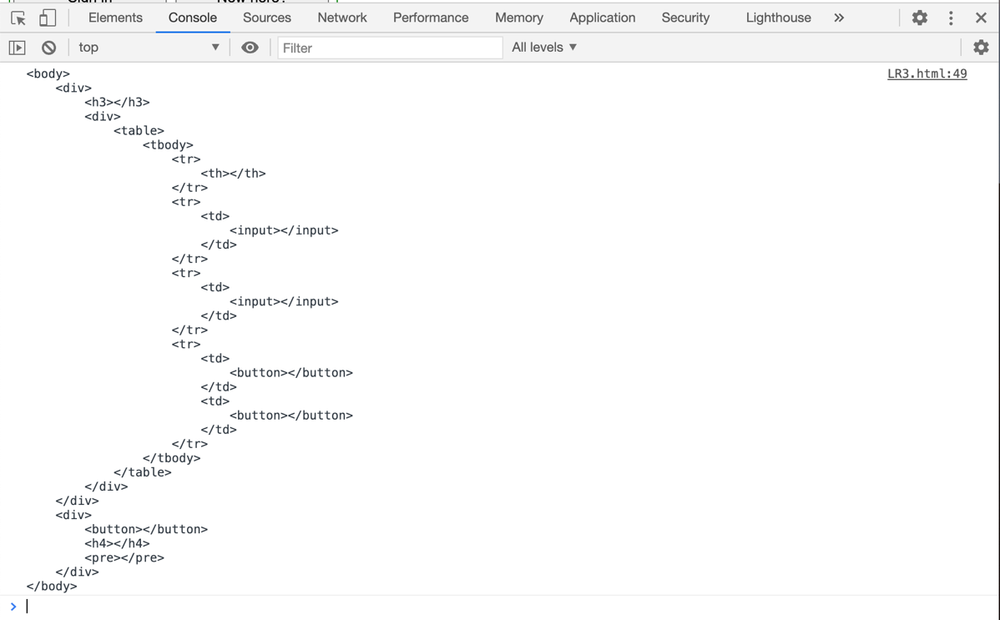 Elements Console Sources Network Performance Memory Application Security Lighthouse »
top ▼ Filter All levels ▼
<body> LR3.html:49
    <div>
        <h3></h3>
        <div>
            <table>
                <tbody>
                    <tr>
                        <th></th>
                    </tr>
                    <tr>
                        <td>
                            <input></input>
                        </td>
                    </tr>
                    <tr>
                        <td>
                            <input></input>
                        </td>
                    </tr>
                    <tr>
                        <td>
                            <button></button>
                        </td>
                        <td>
                            <button></button>
                        </td>
                    </tr>
                </tbody>
            </table>
        </div>
    </div>
    <div>
        <button></button>
        <h4></h4>
        <pre></pre>
    </div>
</body>
>